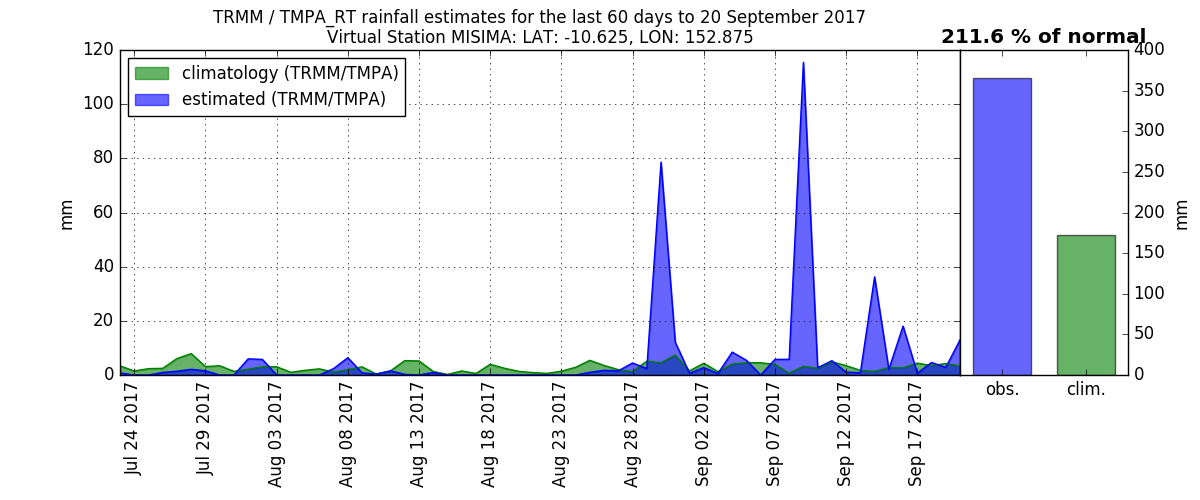 TRMM / TMPA_RT rainfall estimates for the last 60 days to 20 September 2017
Virtual Station MISIMA: LAT: -10.625, LON: 152.875
211.6 % of normal
climatology (TRMM/TMPA)
estimated (TRMM/TMPA)
mm
120
100
80
60
40
20
0
Jul 24 2017
Jul 29 2017
Aug 03 2017
Aug 08 2017
Aug 13 2017
Aug 18 2017
Aug 23 2017
Aug 28 2017
Sep 02 2017
Sep 07 2017
Sep 12 2017
Sep 17 2017
400
350
300
250
200
150
100
50
0
mm
obs.
clim.